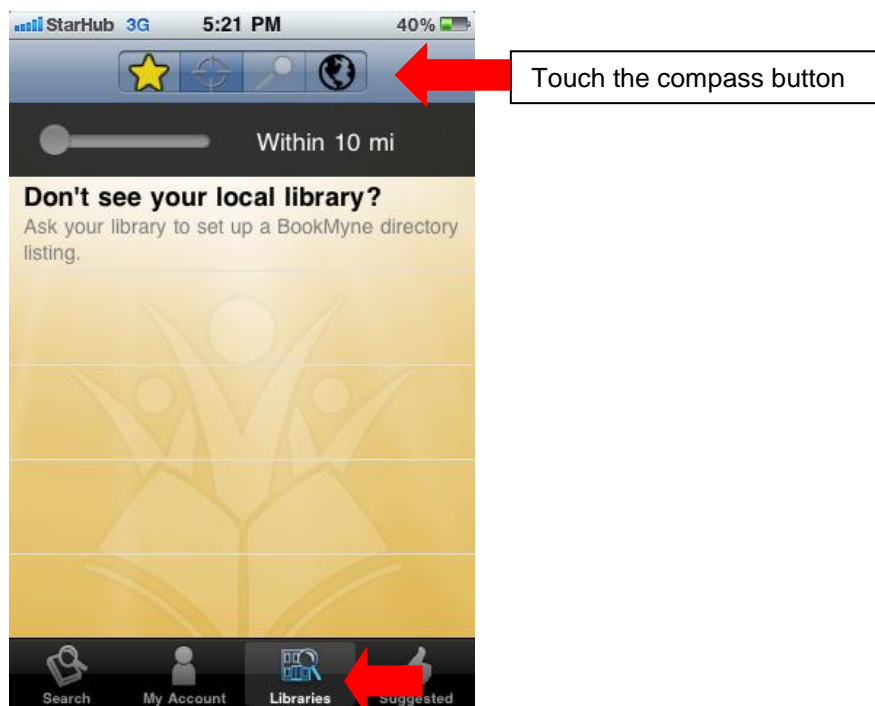 StarHub 3G 5:21 PM 40%
Touch the compass button
Within 10 mi
Don't see your local library?
Ask your library to set up a BookMyne directory
listing.
Search My Account Libraries Suggested